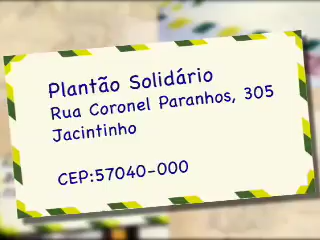 Plantão Solidário
Rua Coronel Paranhos, 305
Jacintinho
CEP:57040-000